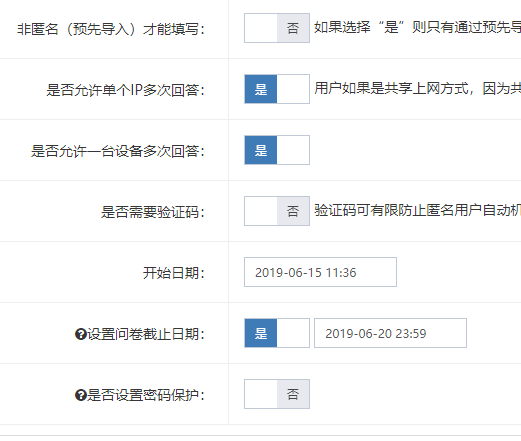 非匿名（预先导入）才能填写： 否 如果选择“是”则只有通过预先导
是否允许单个IP多次回答： 是 用户如果是共享上网方式，因为共
是否允许一台设备多次回答： 是
是否需要验证码： 否 验证码可有限防止匿名用户自动机
开始日期： 2019-06-15 11:36
设置问卷截止日期： 是 2019-06-20 23:59
是否设置密码保护： 否